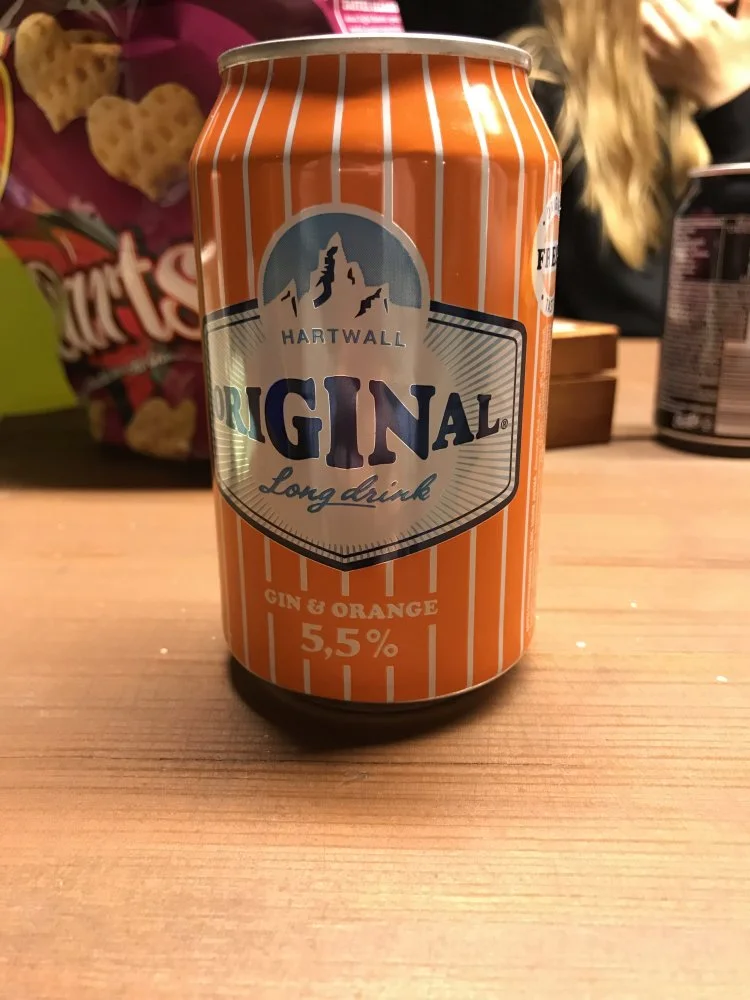 HARTWALL
ORIGINAL®
Long drink
GIN & ORANGE
5,5%